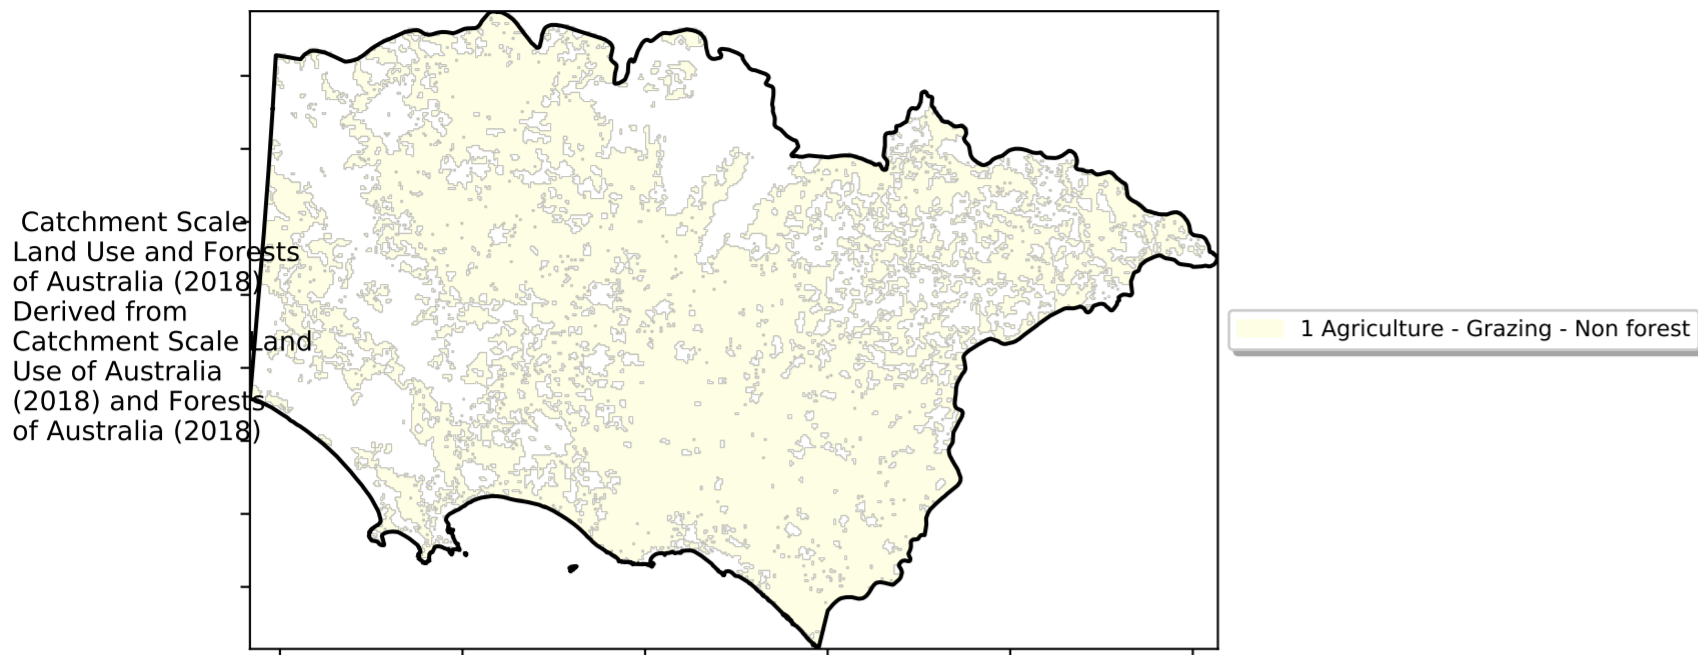 Catchment Scale
Land Use and Forests
of Australia (2018)
Derived from
Catchment Scale Land
Use of Australia
(2018) and Forests
of Australia (2018)
1 Agriculture - Grazing - Non forest